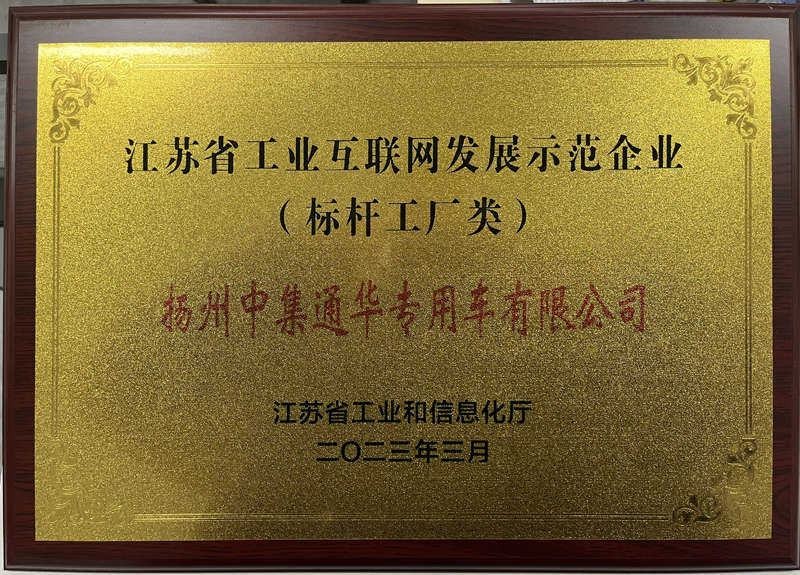 江苏省工业互联网发展示范企业
（标杆工厂类）
扬州中集通华专用车有限公司
江苏省工业和信息化厅
二〇二三年三月